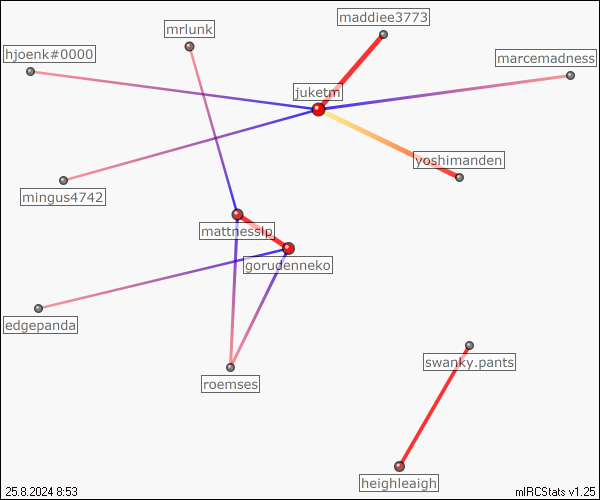 maddiee3773
mrlunk
hjoenk#0000
marcemadness
juketm
yoshimanden
mingus4742
mattnessip
gorudenneko
edgepanda
swanky.pants
roemses
heighleaigh
25.8.2024 8:53
mIRCStats v1.25